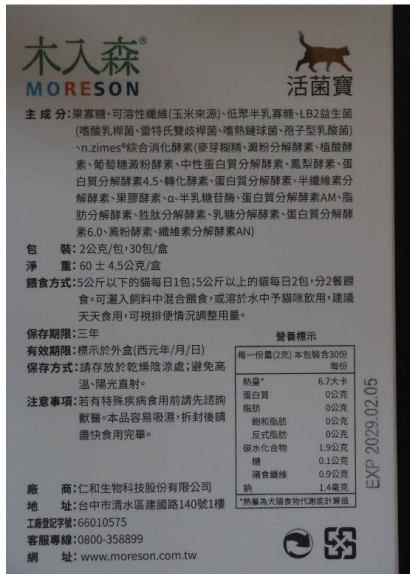 木入森®
MORESON
活菌寶
主 成 分:果寡糖、可溶性纖維(玉米來源)、低聚半乳寡糖、LB2益生菌
(嗜酸乳桿菌、雷特氏雙歧桿菌、嗜熱鏈球菌、孢子型乳酸菌)
、n.zimes®綜合消化酵素(麥芽糊精、澱粉分解酵素、植酸酵
素、葡萄糖澱粉酵素、中性蛋白質分解酵素、鳳梨酵素、蛋
白質分解酵素4.5、轉化酵素、蛋白質分解酵素、半纖維素分
解酵素、果膠酵素、α-半乳糖苷酶、蛋白質分解酵素AM、脂
肪分解酵素、胜肽分解酵素、乳糖分解酵素、蛋白質分解酵
素6.0、澱粉酵素、纖維素分解酵素AN)
包 裝:2公克/包,30包/盒
淨 重:60 ± 4.5公克/盒
餵食方式:5公斤以下的貓每日1包;5公斤以上的貓每日2包,分2餐餵
食。可灑入飼料中混合餵食,或溶於水中予貓咪飲用,建議
天天食用,可視排便情況調整用量。
保存期限:三年
有效期限:標示於外盒(西元年/月/日)
保存方式:請存放於乾燥陰涼處;避免高
溫、陽光直射。
注意事項:若有特殊疾病食用前請先諮詢
獸醫。本品容易吸濕,拆封後請
盡快食用完畢。
營養標示
每一份量(2克) 本包裝含30份
每份
熱量* 6.7大卡
蛋白質 0公克
脂肪 0公克
飽和脂肪 0公克
反式脂肪 0公克
碳水化合物 1.9公克
糖 0.1公克
膳食纖維 0.9公克
鈉 1.4毫克
*熱量為犬貓食物代謝能計算值
EXP 2029.02.05
廠 商:仁和生物科技股份有限公司
地 址:台中市清水區建國路140號1樓
工廠登記字號:66010575
客服專線:0800-358899
網 址: www.moreson.com.tw